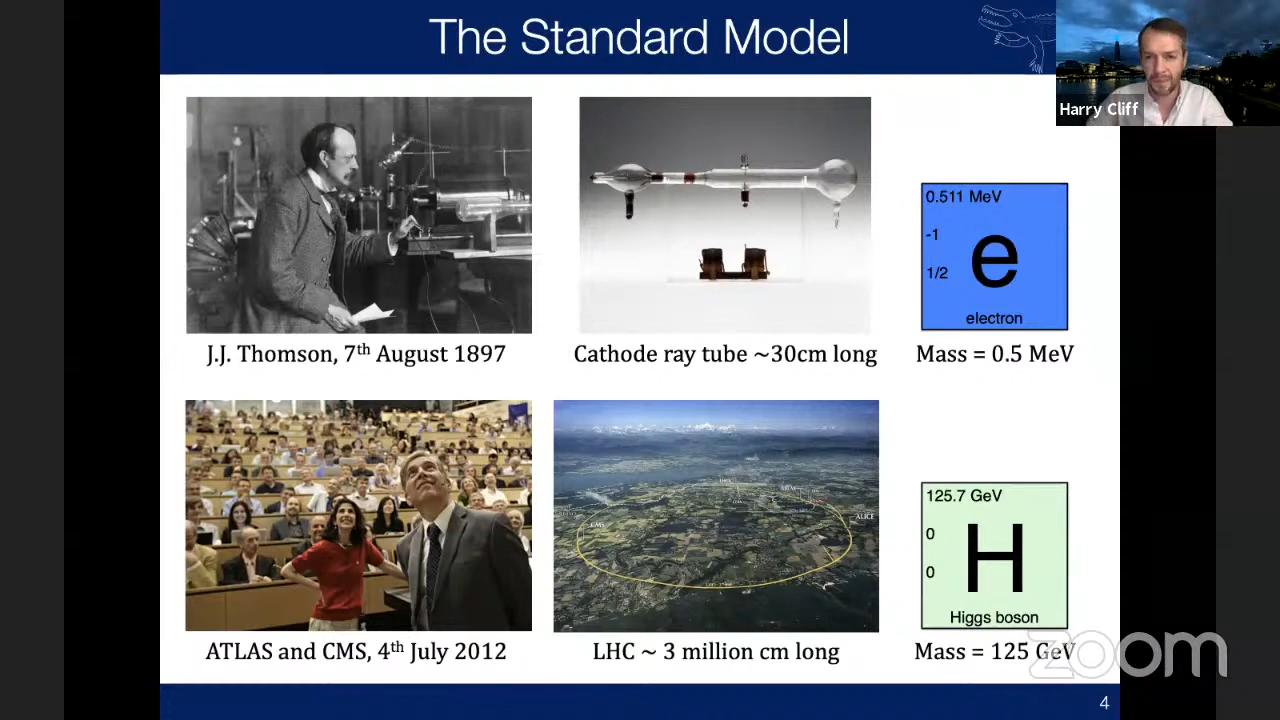 The Standard Model
Harry Cliff
0.511 MeV
-1
1/2
e
electron
J.J. Thomson, 7th August 1897
Cathode ray tube ~30cm long
Mass = 0.5 MeV
CMS
ALICE
125.7 GeV
0
0
H
Higgs boson
ATLAS and CMS, 4th July 2012
LHC ~ 3 million cm long
Mass = 125 GeV
zoom
4